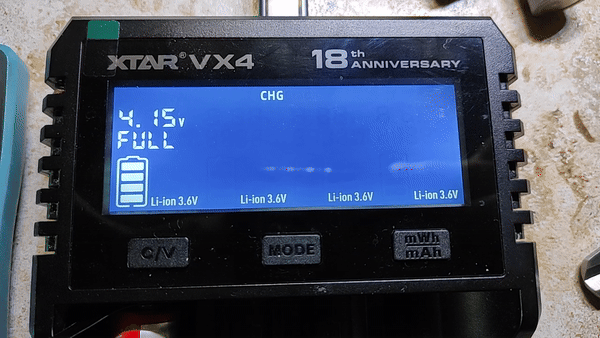 XTAR® VX4
18th ANNIVERSARY
CHG
4.15v
FULL
Li-ion 3.6V Li-ion 3.6V Li-ion 3.6V Li-ion 3.6V
C/V MODE mWh
mAh